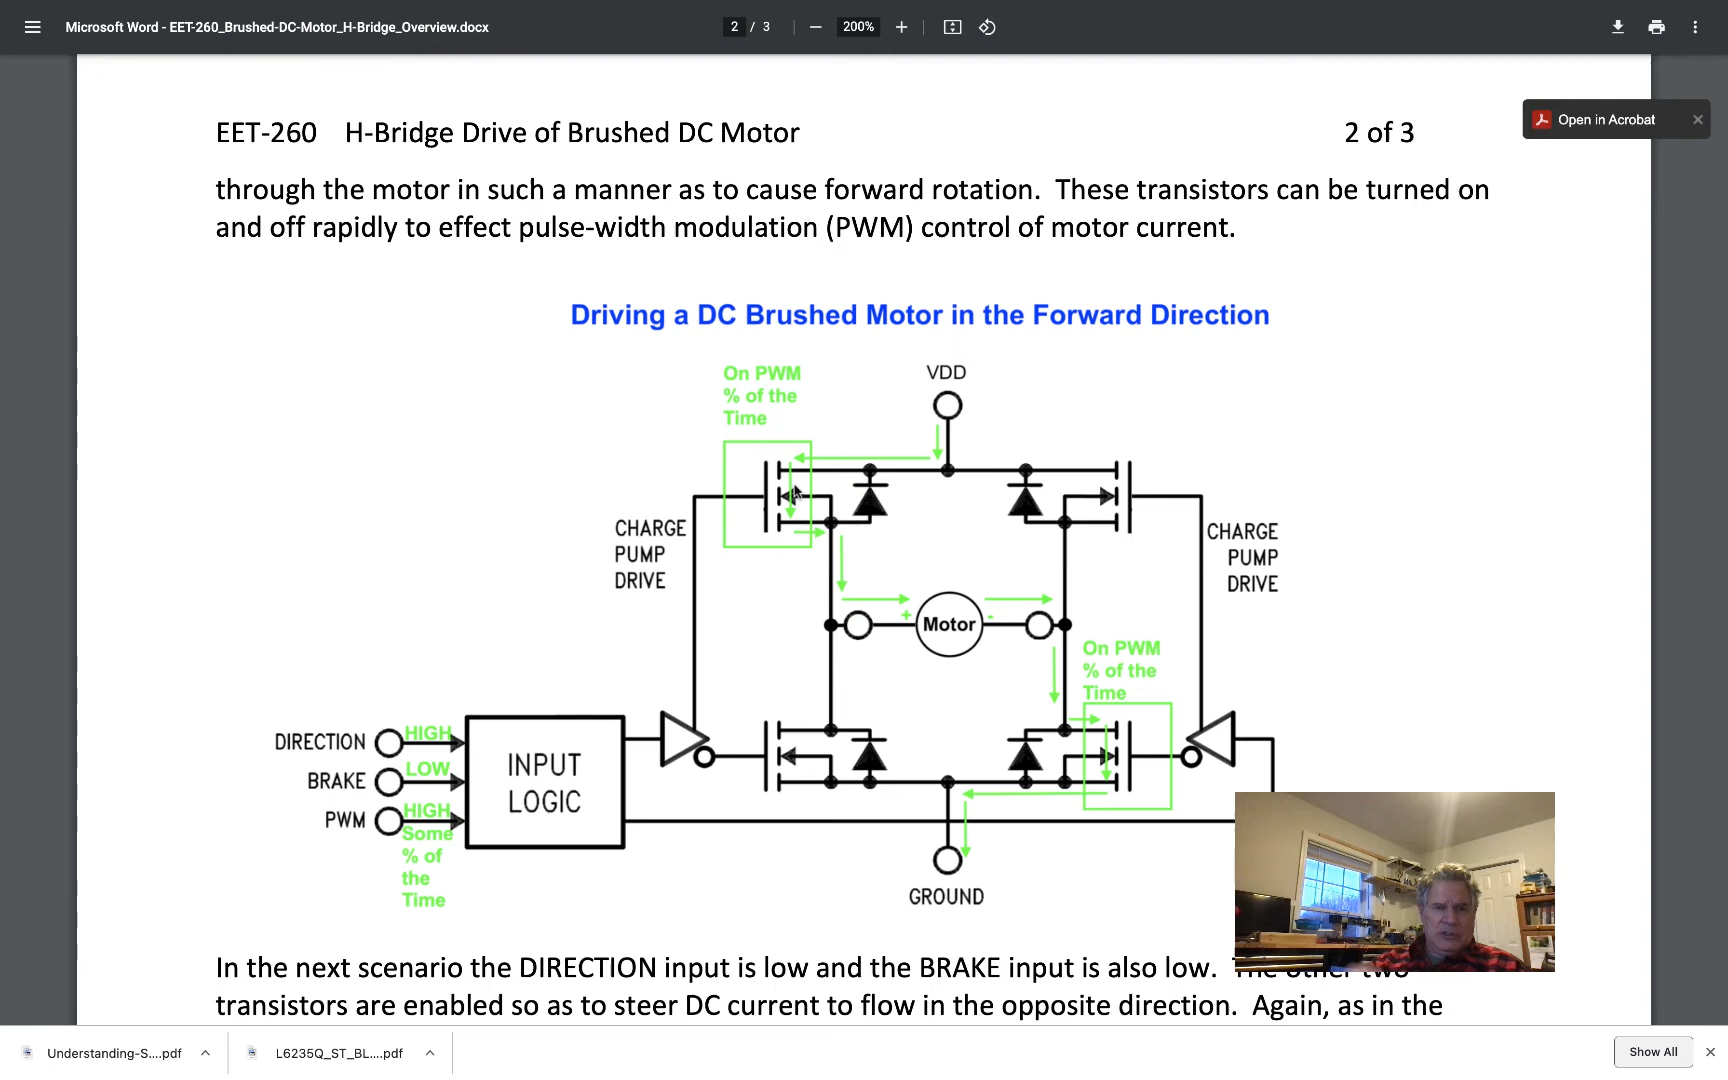 Microsoft Word - EET-260_Brushed-DC-Motor_H-Bridge_Overview.docx
2 / 3
200%
Open in Acrobat
EET-260 H-Bridge Drive of Brushed DC Motor 2 of 3
through the motor in such a manner as to cause forward rotation. These transistors can be turned on
and off rapidly to effect pulse-width modulation (PWM) control of motor current.
Driving a DC Brushed Motor in the Forward Direction
On PWM
% of the
Time
VDD
CHARGE
PUMP
DRIVE
CHARGE
PUMP
DRIVE
+
Motor
-
On PWM
% of the
Time
DIRECTION
HIGH
BRAKE
LOW
PWM
HIGH
Some
% of
the
Time
INPUT
LOGIC
GROUND
In the next scenario the DIRECTION input is low and the BRAKE input is also low. The other two
transistors are enabled so as to steer DC current to flow in the opposite direction. Again, as in the
Understanding-S....pdf
L6235Q_ST_BL....pdf
Show All